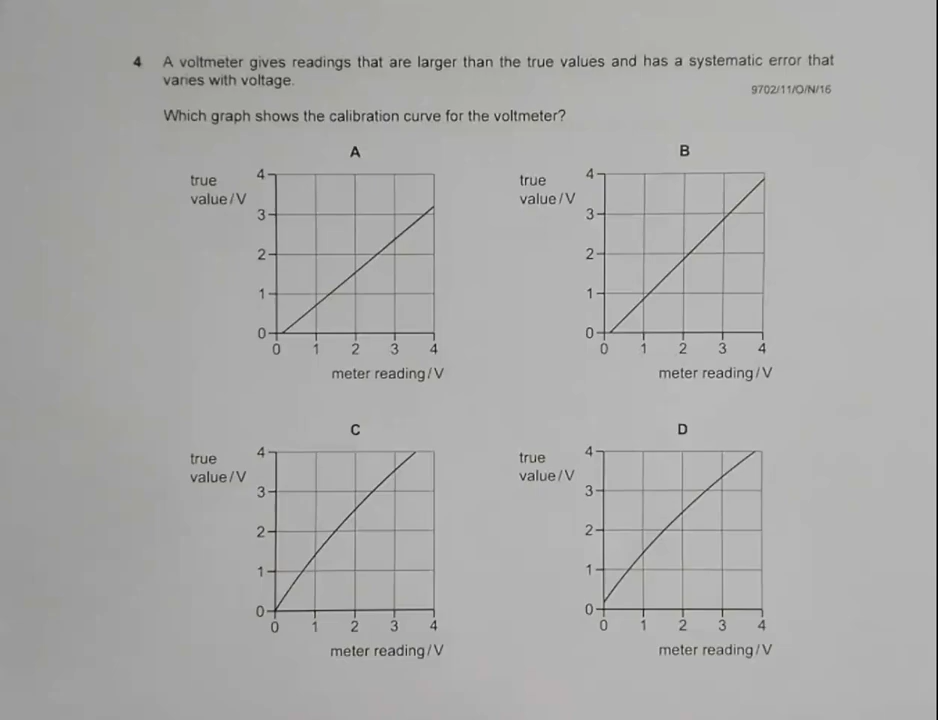 4 A voltmeter gives readings that are larger than the true values and has a systematic error that
varies with voltage.
9702/11/O/N/16
Which graph shows the calibration curve for the voltmeter?
A
true
value/V
4
3
2
1
0
0 1 2 3 4
meter reading/V
B
true
value/V
4
3
2
1
0
0 1 2 3 4
meter reading/V
C
true
value/V
4
3
2
1
0
0 1 2 3 4
meter reading/V
D
true
value/V
4
3
2
1
0
0 1 2 3 4
meter reading/V